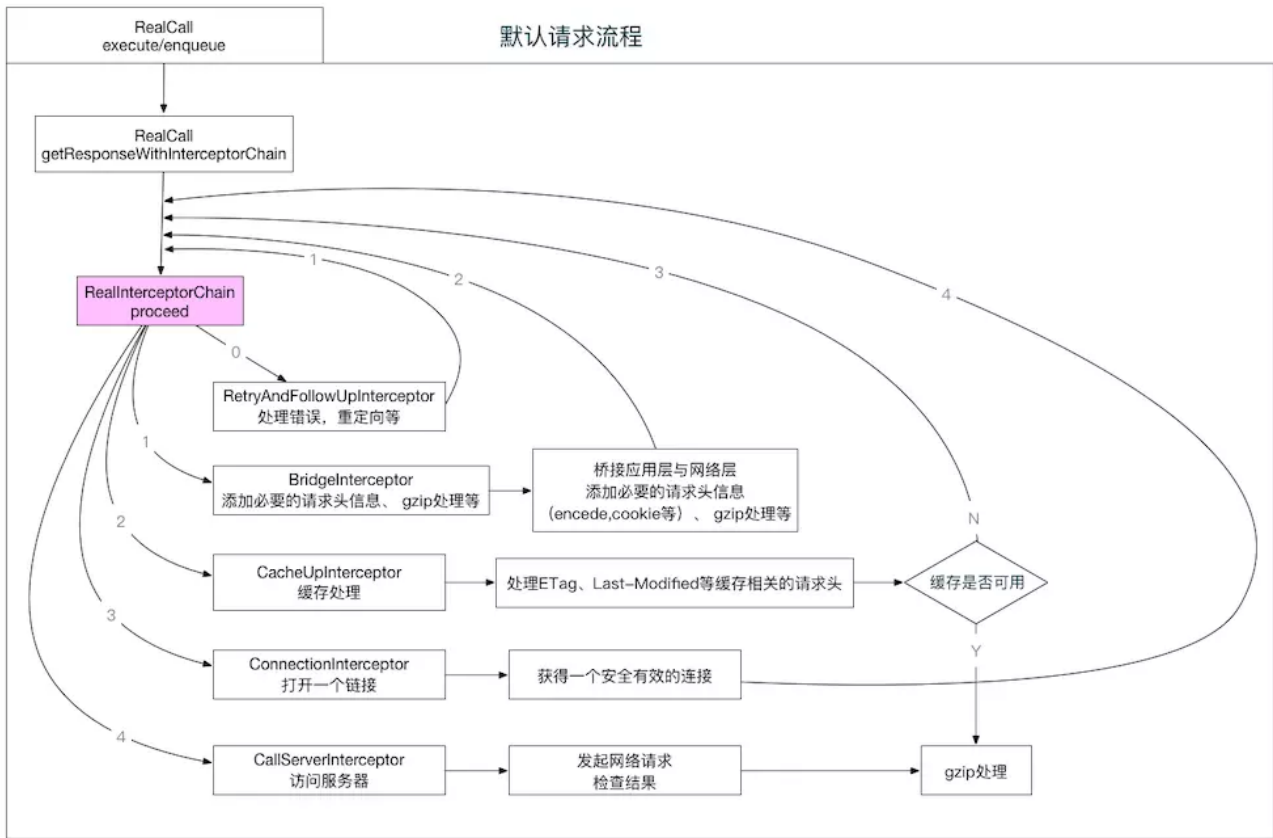 RealCall
execute/enqueue
默认请求流程
RealCall
getResponseWithInterceptorChain
RealInterceptorChain
proceed
0
1
2
3
4
RetryAndFollowUpInterceptor
处理错误，重定向等
1
BridgeInterceptor
添加必要的请求头信息、 gzip处理等
桥接应用层与网络层
添加必要的请求头信息
（encede,cookie等）、 gzip处理等
2
CacheUpInterceptor
缓存处理
处理ETag、Last-Modified等缓存相关的请求头
缓存是否可用
N
Y
3
ConnectionInterceptor
打开一个链接
获得一个安全有效的连接
4
CallServerInterceptor
访问服务器
发起网络请求
检查结果
gzip处理